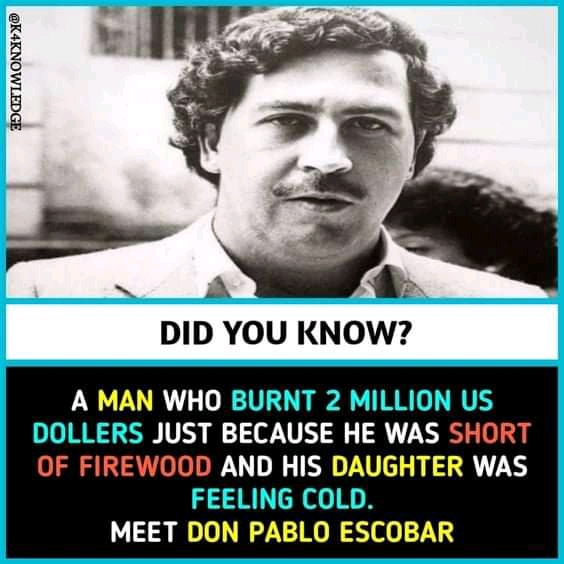 @K4KNOWLEDGE
DID YOU KNOW?
A MAN WHO BURNT 2 MILLION US
DOLLERS JUST BECAUSE HE WAS SHORT
OF FIREWOOD AND HIS DAUGHTER WAS
FEELING COLD.
MEET DON PABLO ESCOBAR